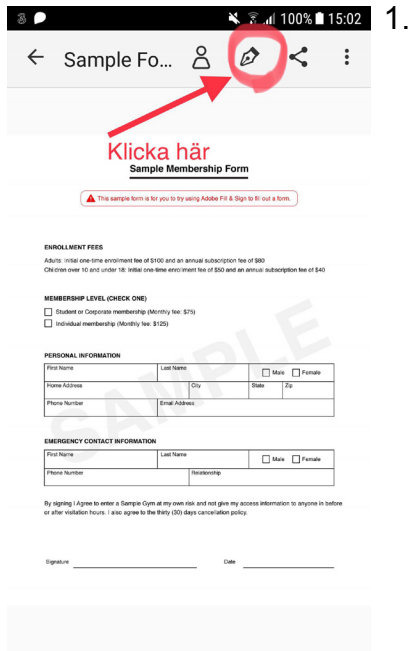 3 100% 15:02 1.
Sample Fo...
Klicka här
Sample Membership Form
This sample form is for you to try using Adobe Fill & Sign to fill out a form.
ENROLLMENT FEES
Adults: Initial one-time enrollment fee of $100 and an annual subscription fee of $80
Children over 10 and under 18: Initial one-time enrollment fee of $50 and an annual subscription fee of $40
MEMBERSHIP LEVEL (CHECK ONE)
Student or Corporate membership (Monthly fee: $75)
Individual membership (Monthly fee: $125)
SAMPLE
PERSONAL INFORMATION
First Name Last Name Male Female
Home Address City State Zip
Phone Number Email Address
EMERGENCY CONTACT INFORMATION
First Name Last Name Male Female
Phone Number Relationship
By signing I Agree to enter a Sample Gym at my own risk and not give my access information to anyone in before
or after visitation hours. I also agree to the thirty (30) days cancellation policy.
Signature Date